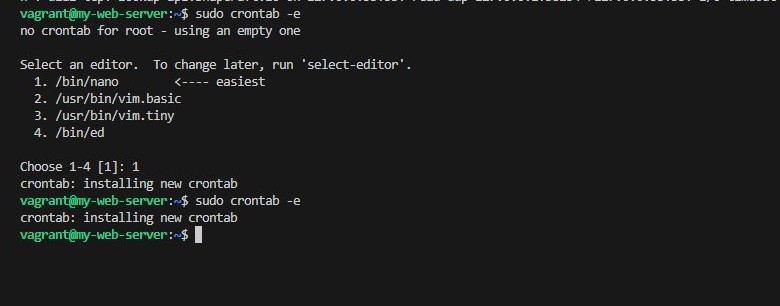 vagrant@my-web-server:~$ sudo crontab -e
no crontab for root - using an empty one
Select an editor.  To change later, run 'select-editor'.
  1. /bin/nano        <---- easiest
  2. /usr/bin/vim.basic
  3. /usr/bin/vim.tiny
  4. /bin/ed
Choose 1-4 [1]: 1
crontab: installing new crontab
vagrant@my-web-server:~$ sudo crontab -e
crontab: installing new crontab
vagrant@my-web-server:~$